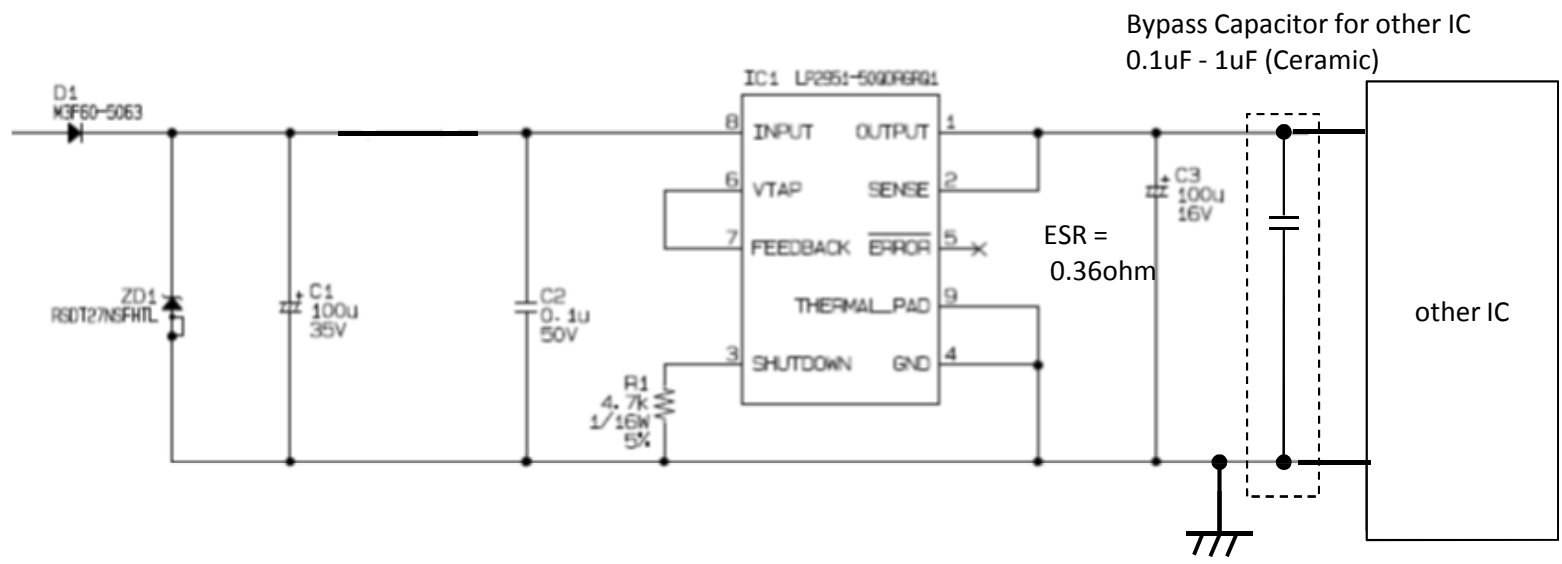 Bypass Capacitor for other IC
0.1uF - 1uF (Ceramic)
IC1 LP2951-50QDRGRQ1
D1
M3F60-5063
8 INPUT OUTPUT 1
6 VTAP SENSE 2
7 FEEDBACK ERROR 5
THERMAL_PAD 9
3 SHUTDOWN GND 4
ZD1
RSDT27NSFHTL
+ C1
100u
35V
C2
0.1u
50V
R1
4.7k
1/16W
5%
ESR =
0.36ohm
+ C3
100u
16V
other IC